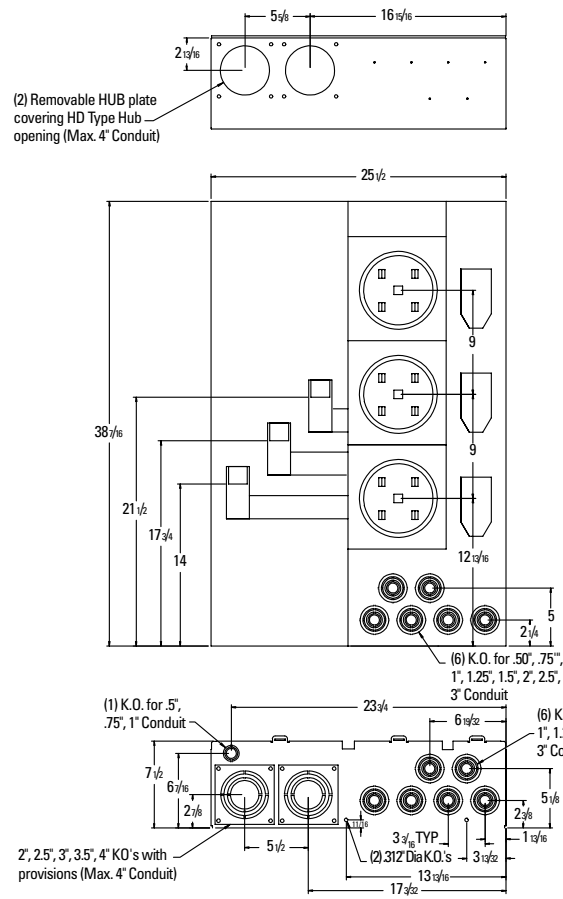 5 5/8
16 15/16
2 13/16
(2) Removable HUB plate
covering HD Type Hub
opening (Max. 4" Conduit)
25 1/2
9
38 7/16
9
21 1/2
17 3/4
14
12 13/16
5
2 1/4
(6) K.O. for .50", .75'",
1", 1.25", 1.5", 2", 2.5",
3" Conduit
(1) K.O. for .5",
.75", 1" Conduit
23 3/4
6 19/32
(6) K
1", 1.
3" Co
7 1/2
6 7/16
2 7/8
5 1/8
2 3/8
11/16
3 3/16 TYP
1 13/16
2", 2.5", 3", 3.5", 4" KO's with
provisions (Max. 4" Conduit)
5 1/2
(2) .312" Dia K.O.'s
3 13/32
13 13/16
17 3/32